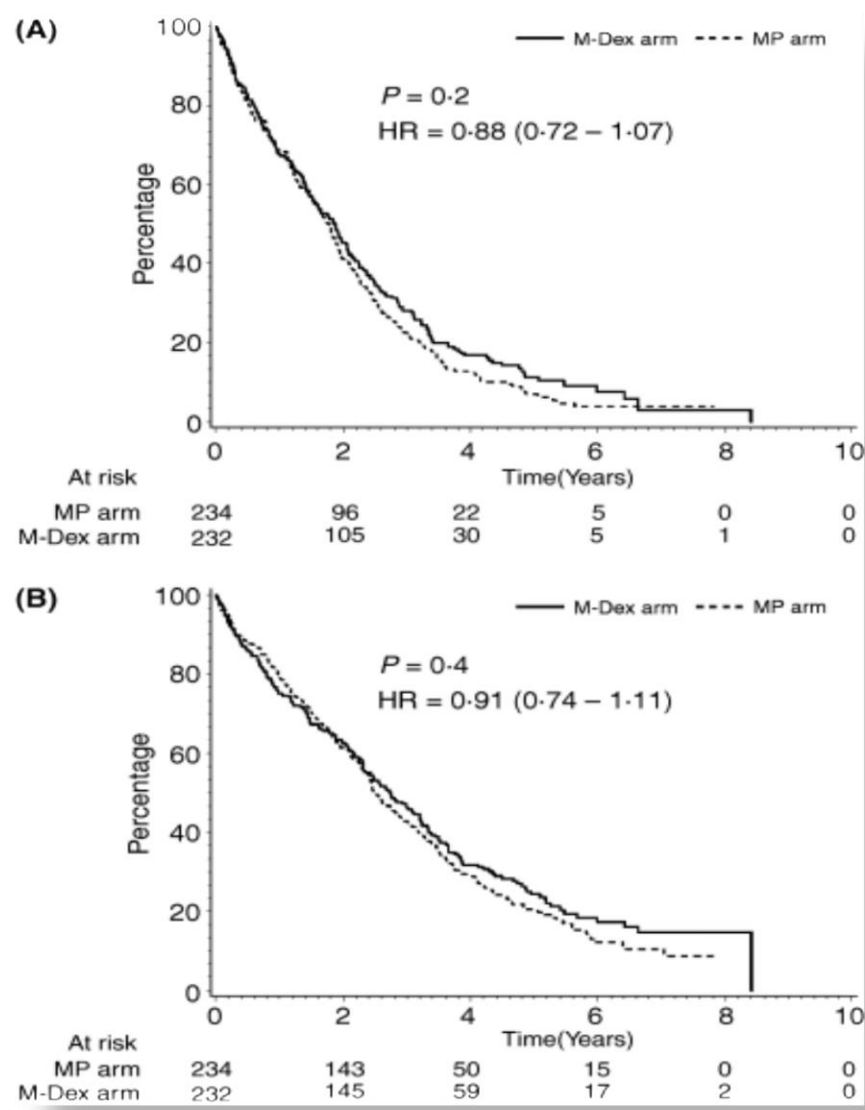 (A)
M-Dex arm MP arm
P = 0·2
HR = 0·88 (0·72 – 1·07)
Percentage
100
80
60
40
20
0
0 2 4 6 8 10
At risk Time(Years)
MP arm 234 96 22 5 0 0
M-Dex arm 232 105 30 5 1 0
(B)
M-Dex arm MP arm
P = 0·4
HR = 0·91 (0·74 – 1·11)
Percentage
100
80
60
40
20
0
0 2 4 6 8 10
At risk Time(Years)
MP arm 234 143 50 15 0 0
M-Dex arm 232 145 59 17 2 0